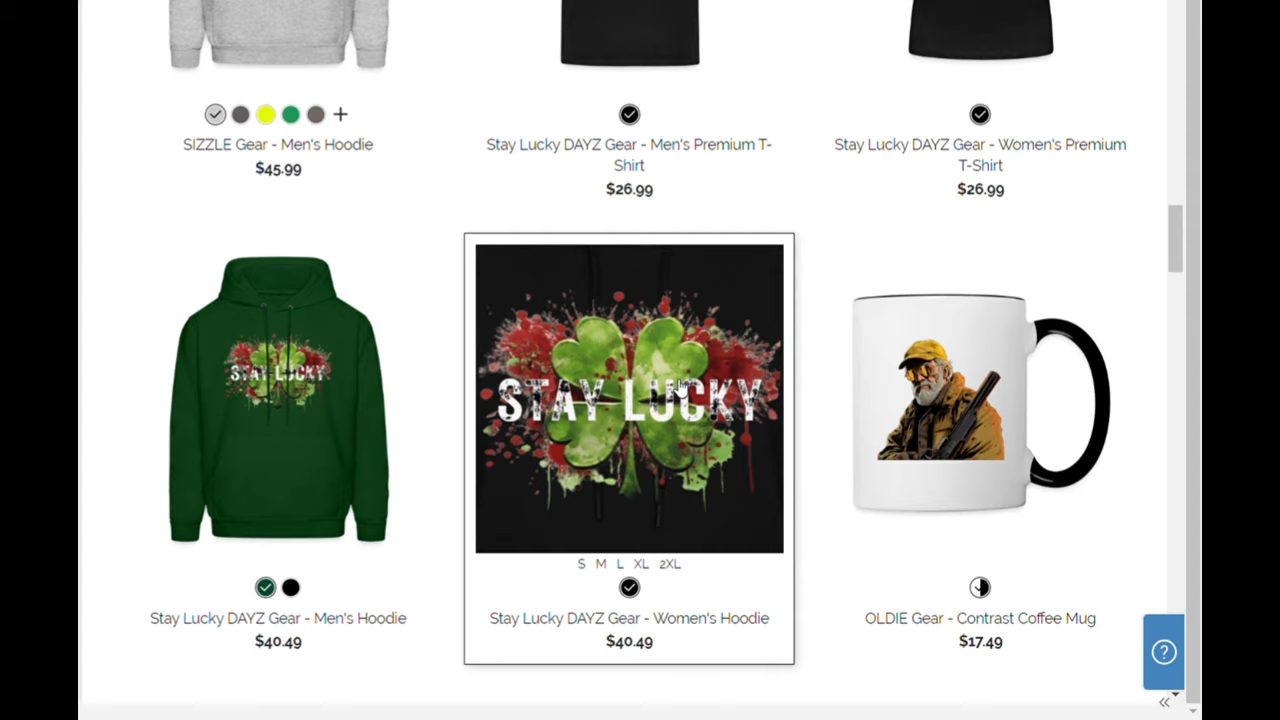 SIZZLE Gear - Men's Hoodie
$45.99
Stay Lucky DAYZ Gear - Men's Premium T-
Shirt
$26.99
Stay Lucky DAYZ Gear - Women's Premium
T-Shirt
$26.99
STAY LUCKY
STAY LUCKY
S M L XL 2XL
Stay Lucky DAYZ Gear - Men's Hoodie
$40.49
Stay Lucky DAYZ Gear - Women's Hoodie
$40.49
OLDIE Gear - Contrast Coffee Mug
$17.49